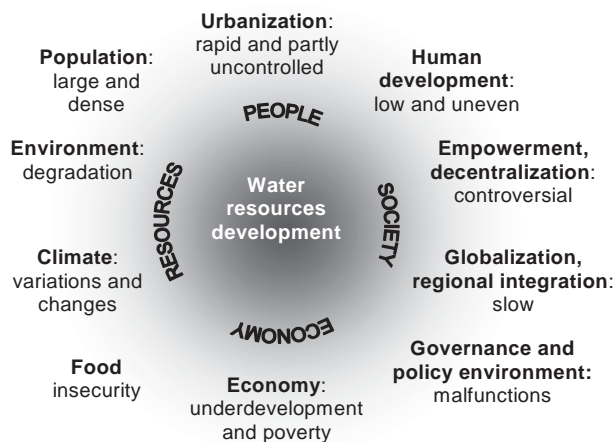 Urbanization:
rapid and partly
uncontrolled
Population:
large and
dense
Human
development:
low and uneven
PEOPLE
Environment:
degradation
Empowerment,
decentralization:
controversial
RESOURCES
Water
resources
development
SOCIETY
Climate:
variations and
changes
Globalization,
regional integration:
slow
ECONOMY
Food
insecurity
Economy:
underdevelopment
and poverty
Governance and
policy environment:
malfunctions